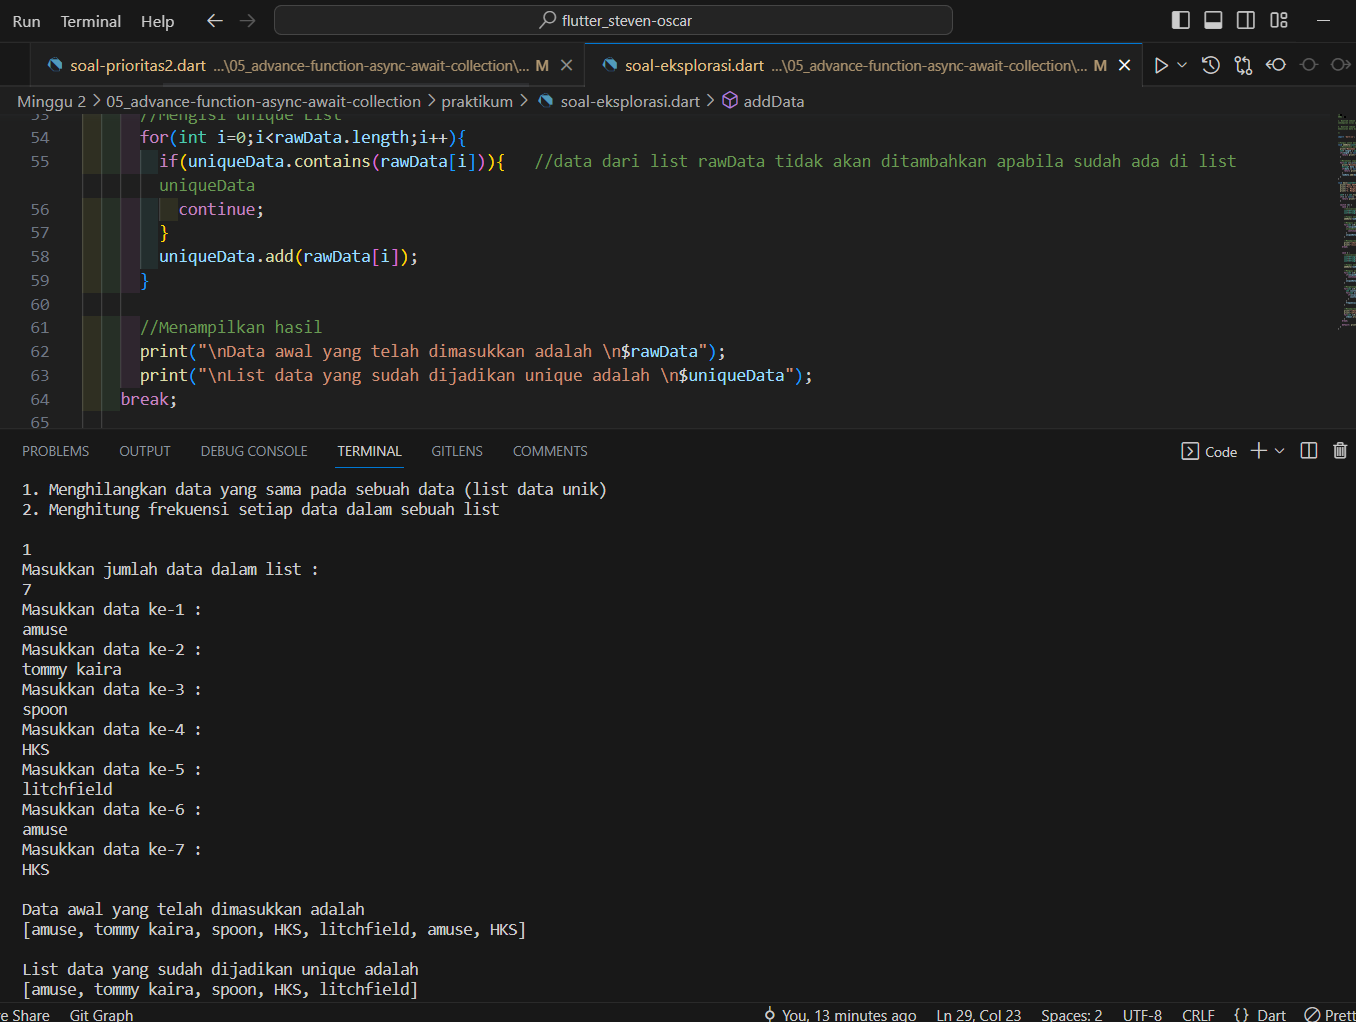 Run Terminal Help flutter_steven-oscar
soal-prioritas2.dart ...\05_advance-function-async-await-collection\... M soal-eksplorasi.dart ...\05_advance-function-async-await-collection\... M
Minggu 2 > 05_advance-function-async-await-collection > praktikum > soal-eksplorasi.dart > addData
53 //Mengisi unique List
54 for(int i=0;i<rawData.length;i++){
55 if(uniqueData.contains(rawData[i])){ //data dari list rawData tidak akan ditambahkan apabila sudah ada di list
uniqueData
56 continue;
57 }
58 uniqueData.add(rawData[i]);
59 }
60
61 //Menampilkan hasil
62 print("\nData awal yang telah dimasukkan adalah \n$rawData");
63 print("\nList data yang sudah dijadikan unique adalah \n$uniqueData");
64 break;
65
PROBLEMS OUTPUT DEBUG CONSOLE TERMINAL GITLENS COMMENTS Code
1. Menghilangkan data yang sama pada sebuah data (list data unik)
2. Menghitung frekuensi setiap data dalam sebuah list
1
Masukkan jumlah data dalam list :
7
Masukkan data ke-1 :
amuse
Masukkan data ke-2 :
tommy kaira
Masukkan data ke-3 :
spoon
Masukkan data ke-4 :
HKS
Masukkan data ke-5 :
litchfield
Masukkan data ke-6 :
amuse
Masukkan data ke-7 :
HKS
Data awal yang telah dimasukkan adalah
[amuse, tommy kaira, spoon, HKS, litchfield, amuse, HKS]
List data yang sudah dijadikan unique adalah
[amuse, tommy kaira, spoon, HKS, litchfield]
e Share Git Graph You, 13 minutes ago Ln 29, Col 23 Spaces: 2 UTF-8 CRLF {} Dart Prett